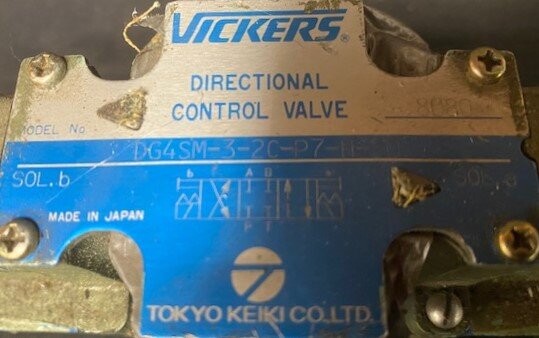 VICKERS®
DIRECTIONAL
CONTROL VALVE
MODEL No.
DG4SM-3-2C-P7-H-
SOL.b
SOL.a
b A B a
P T
MADE IN JAPAN
TOKYO KEIKI CO.,LTD.